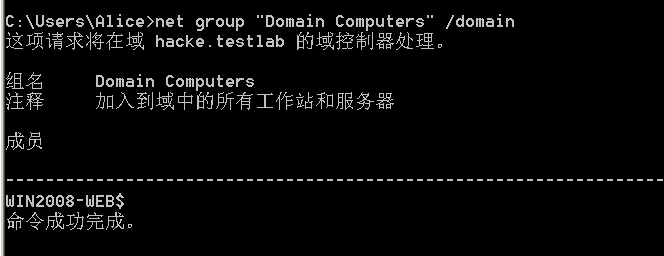 C:\Users\Alice>net group "Domain Computers" /domain
这项请求将在域 hacke.testlab 的域控制器处理。
组名     Domain Computers
注释     加入到域中的所有工作站和服务器
成员
-------------------------------------------------------------------------------
WIN2008-WEB$
命令成功完成。